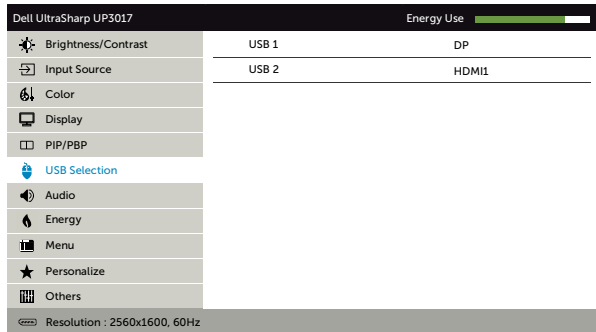 Dell UltraSharp UP3017 Energy Use
Brightness/Contrast USB 1 DP
Input Source USB 2 HDMI1
Color
Display
PIP/PBP
USB Selection
Audio
Energy
Menu
Personalize
Others
Resolution : 2560x1600, 60Hz